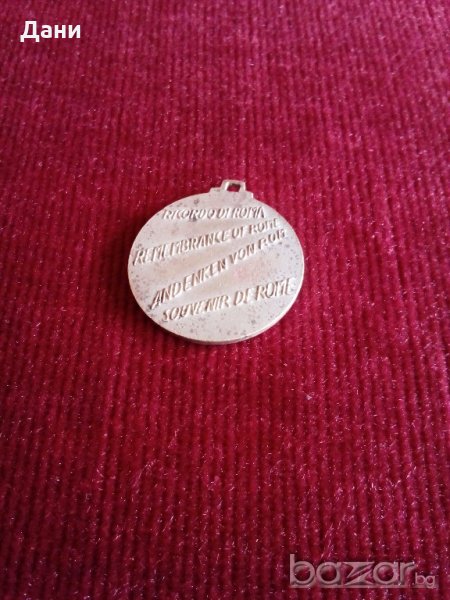 Дани
RICORDO DI ROMA
REMEMBRANCE OF ROME
ANDENKEN VON ROM
SOUVENIR DE ROME
bazar.bg